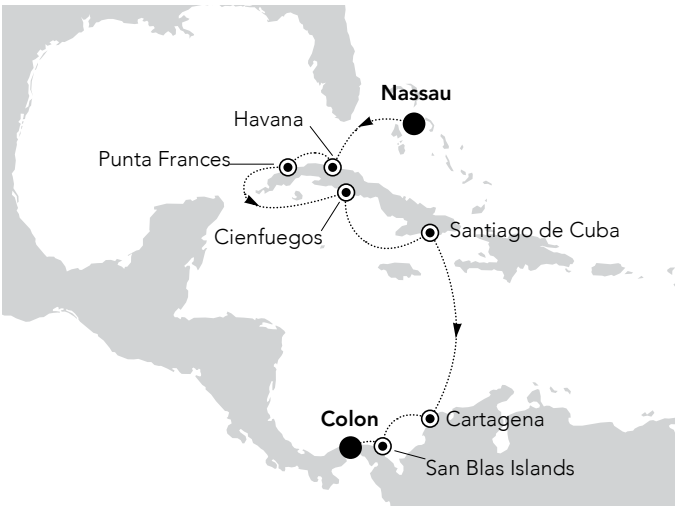 Nassau
Havana
Punta Frances
Cienfuegos
Santiago de Cuba
Colon
Cartagena
San Blas Islands